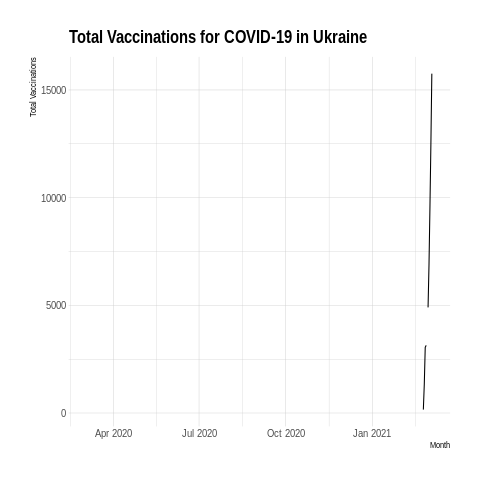 Total Vaccinations for COVID-19 in Ukraine
Total Vaccinations
15000
10000
5000
0
Apr 2020
Jul 2020
Oct 2020
Jan 2021
Month